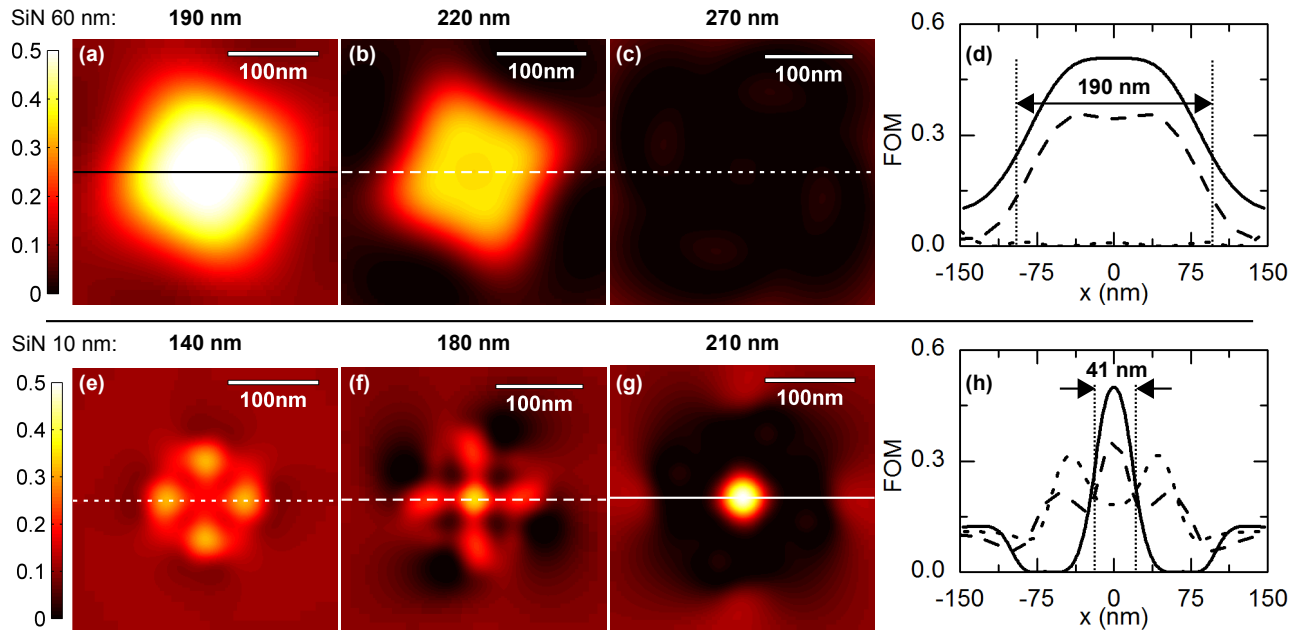 SiN 60 nm: 190 nm 220 nm 270 nm
(a) 100nm
(b) 100nm
(c) 100nm
0.5
0.4
0.3
0.2
0.1
0
(d)
190 nm
FOM
0.6
0.3
0.0
-150 -75 0 75 150
x (nm)
SiN 10 nm: 140 nm 180 nm 210 nm
(e) 100nm
(f) 100nm
(g) 100nm
0.5
0.4
0.3
0.2
0.1
0
(h)
41 nm
FOM
0.6
0.3
0.0
-150 -75 0 75 150
x (nm)